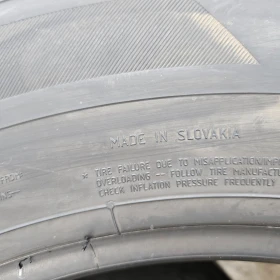 MADE IN SLOVAKIA
* TIRE FAILURE DUE TO MISAPPLICATION/
OVERLOADING -- FOLLOW TIRE MANUFACT
CHECK INFLATION PRESSURE FREQUENTLY